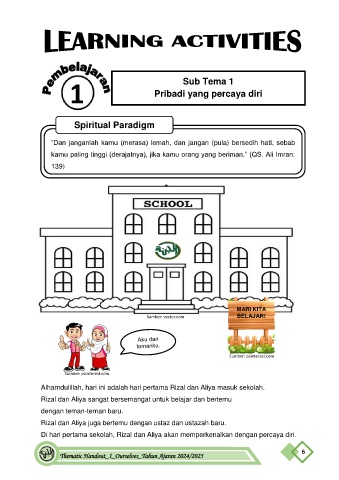 LEARNING ACTIVITIES
Pembelajaran
1
Sub Tema 1
Pribadi yang percaya diri
Spiritual Paradigm
"Dan janganlah kamu (merasa) lemah, dan jangan (pula) bersedih hati, sebab
kamu paling tinggi (derajatnya), jika kamu orang yang beriman." (QS. Ali Imran:
139)
SCHOOL
MARI KITA
BELAJAR!
Sumber: vector.com
Sumber: pinterest.com
Aku dan
temanku.
Sumber: pinterest.com
Alhamdulillah, hari ini adalah hari pertama Rizal dan Aliya masuk sekolah.
Rizal dan Aliya sangat bersemangat untuk belajar dan bertemu
dengan teman-teman baru.
Rizal dan Aliya juga bertemu dengan ustaz dan ustazah baru.
Di hari pertama sekolah, Rizal dan Aliya akan memperkenalkan dengan percaya diri.
Thematic Handout_1_Ourselves_Tahun Ajaran 2024/2025
6